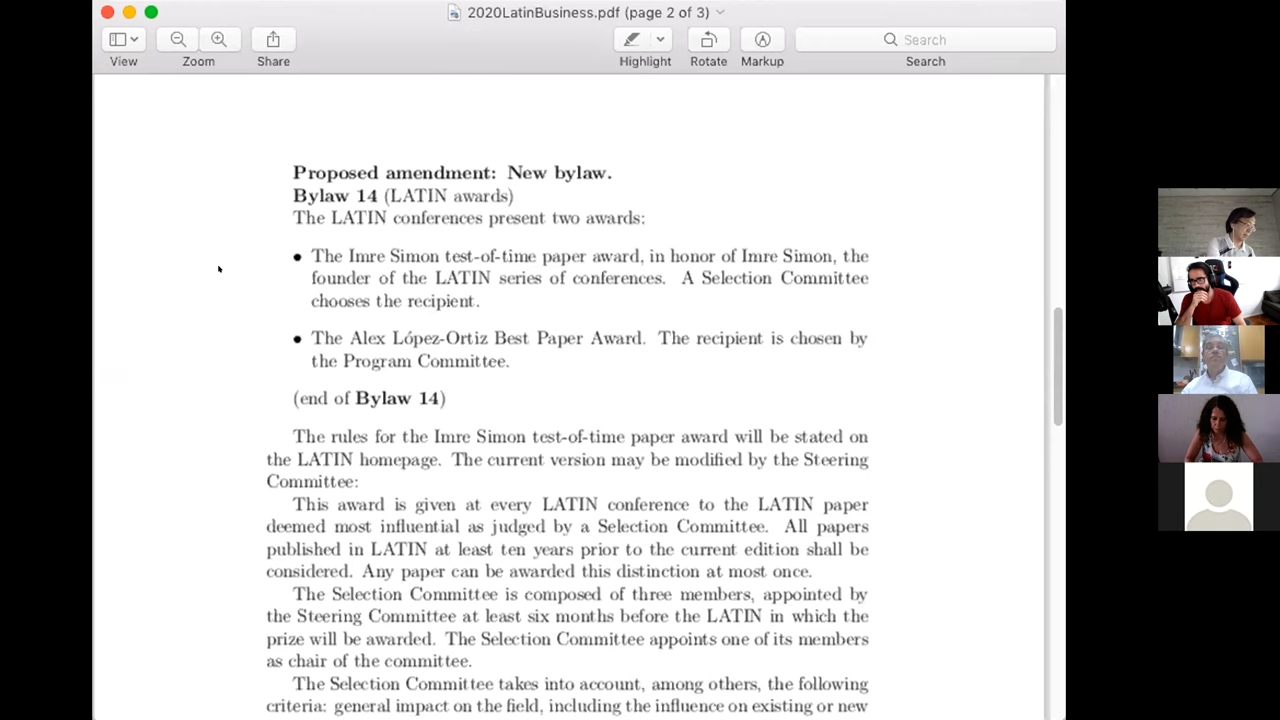 2020LatinBusiness.pdf (page 2 of 3)
View
Zoom
Share
Highlight
Rotate
Markup
Search
Search
Proposed amendment: New bylaw.
Bylaw 14 (LATIN awards)
The LATIN conferences present two awards:
• The Imre Simon test-of-time paper award, in honor of Imre Simon, the
founder of the LATIN series of conferences. A Selection Committee
chooses the recipient.
• The Alex López-Ortiz Best Paper Award. The recipient is chosen by
the Program Committee.
(end of Bylaw 14)
The rules for the Imre Simon test-of-time paper award will be stated on
the LATIN homepage. The current version may be modified by the Steering
Committee:
This award is given at every LATIN conference to the LATIN paper
deemed most influential as judged by a Selection Committee. All papers
published in LATIN at least ten years prior to the current edition shall be
considered. Any paper can be awarded this distinction at most once.
The Selection Committee is composed of three members, appointed by
the Steering Committee at least six months before the LATIN in which the
prize will be awarded. The Selection Committee appoints one of its members
as chair of the committee.
The Selection Committee takes into account, among others, the following
criteria: general impact on the field, including the influence on existing or new